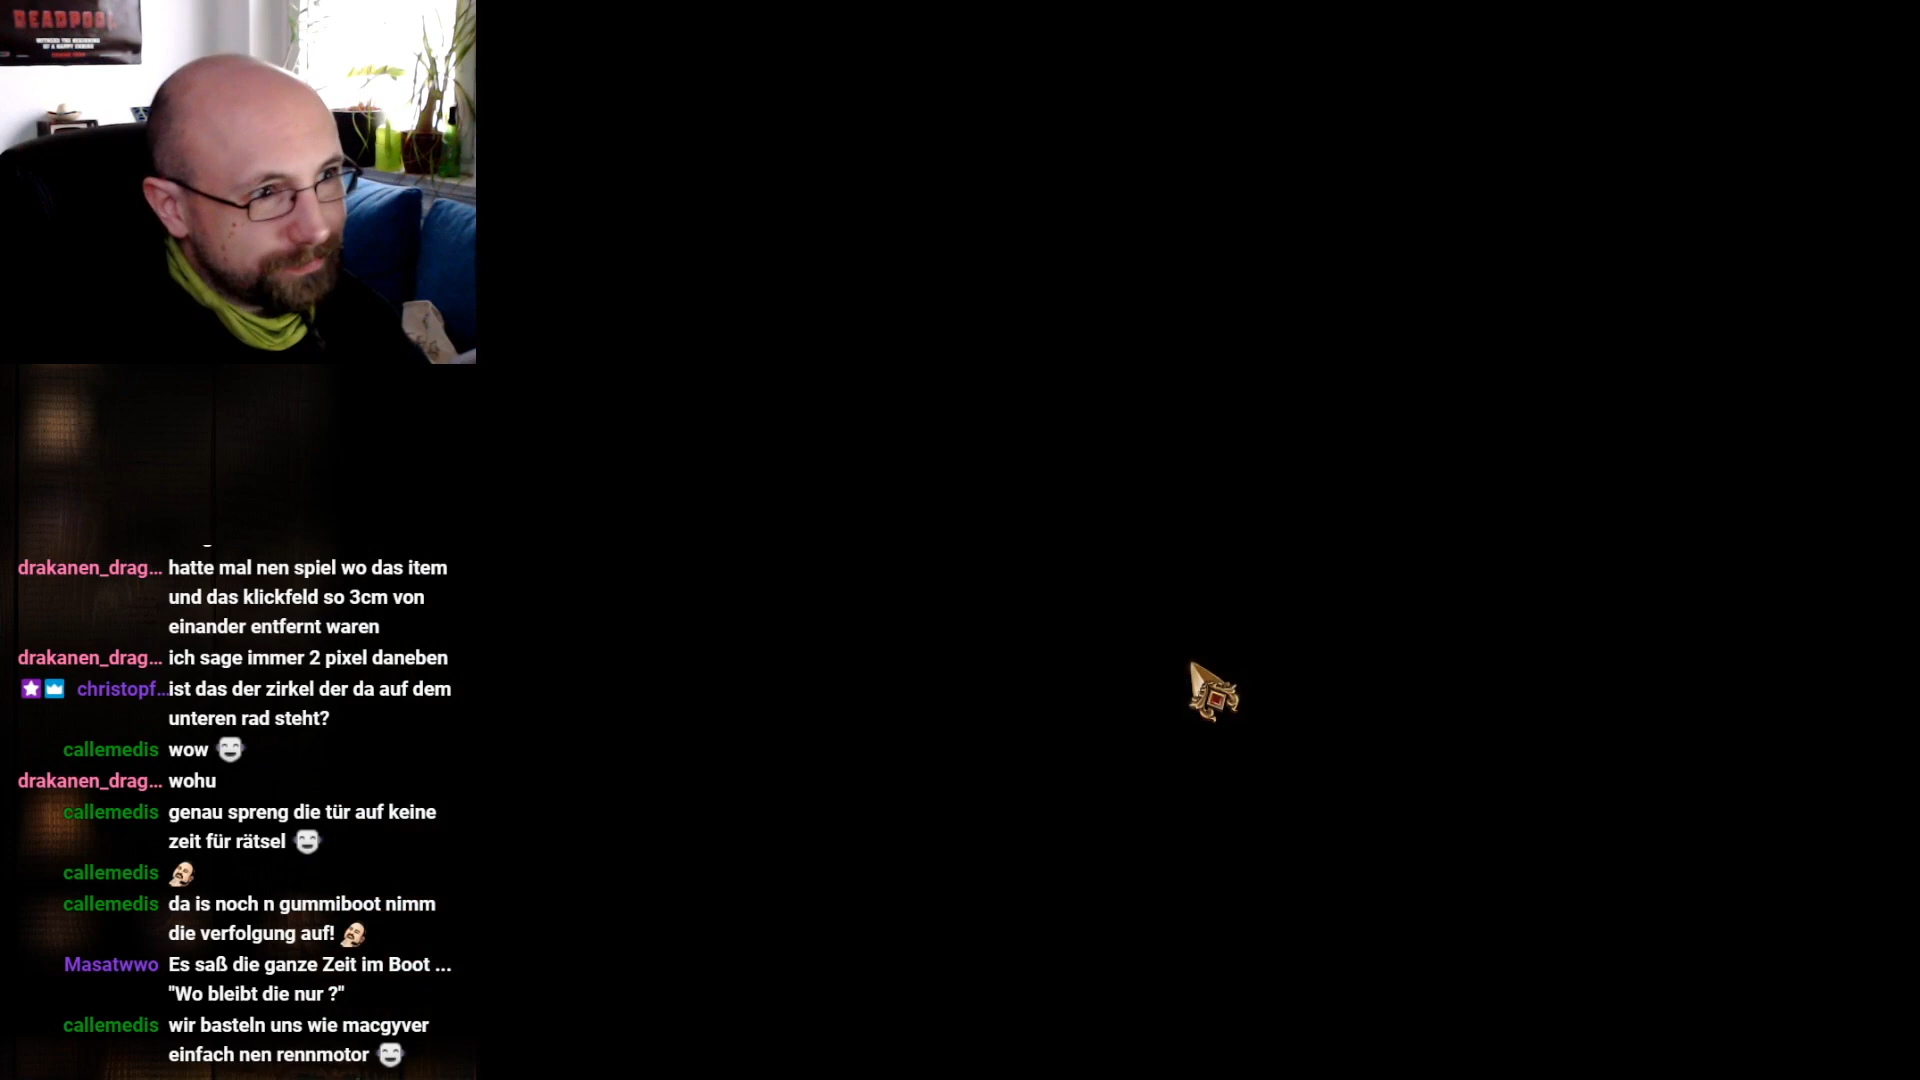 DEADPOOL
hatte mal nen spiel wo das item
und das klickfeld so 3cm von
einander entfernt waren
drakanen_drag...
drakanen_drag... ich sage immer 2 pixel daneben
christopf... ist das der zirkel der da auf dem
unteren rad steht?
callemedis wow
drakanen_drag... wohu
callemedis genau spreng die tür auf keine
zeit für rätsel
callemedis
callemedis da is noch n gummiboot nimm
die verfolgung auf!
Masatwwo Es saß die ganze Zeit im Boot ...
"Wo bleibt die nur ?"
callemedis wir basteln uns wie macgyver
einfach nen rennmotor